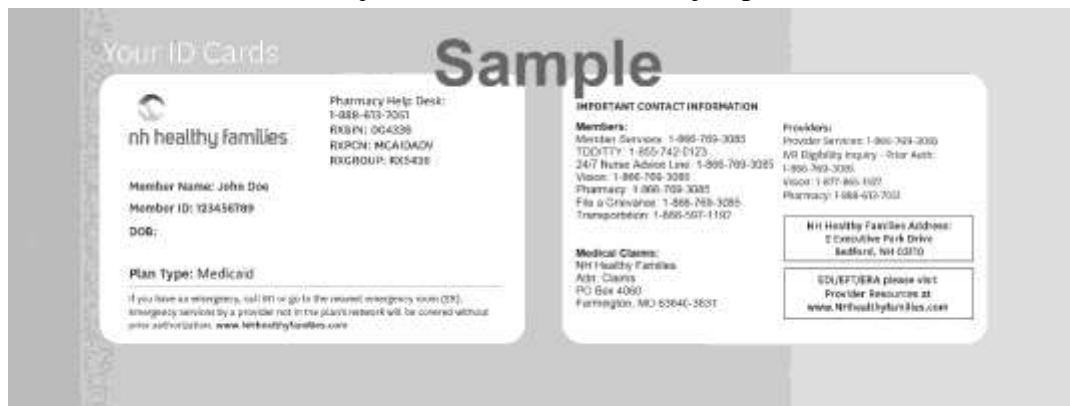 Your ID Cards
Sample
nh healthy families
Pharmacy Help Desk:
1-888-613-7051
RXBIN: 004336
RXPCN: MCAIDADV
RXGROUP: RX5438
Member Name: John Doe
Member ID: 123456789
DOB:
Plan Type: Medicaid
If you have an emergency, call 911 or go to the nearest emergency room (ER).
Emergency services by a provider not in the plan's network will be covered without
prior authorization. www.NHhealthyfamilies.com
IMPORTANT CONTACT INFORMATION
Members:
Member Services: 1-866-769-3085
TDD/TTY: 1-855-742-0123
24/7 Nurse Advice Line: 1-866-769-3085
Vision: 1-866-769-3085
Pharmacy: 1-866-769-3085
File a Grievance: 1-866-769-3085
Transportation: 1-866-597-1192
Medical Claims:
NH Healthy Families
Attn: Claims
PO Box 4060
Farmington, MO 63640-3831
Providers:
Provider Services: 1-866-769-3085
IVR Eligibility Inquiry - Prior Auth:
1-866-769-3085
Vision:
Pharmacy: 1-888-613-7051
NH Healthy Families Address:
2 Executive Park Drive
Bedford, NH 03110
EDI/EFT/ERA please visit
Provider Resources at
www.NHhealthyfamilies.com